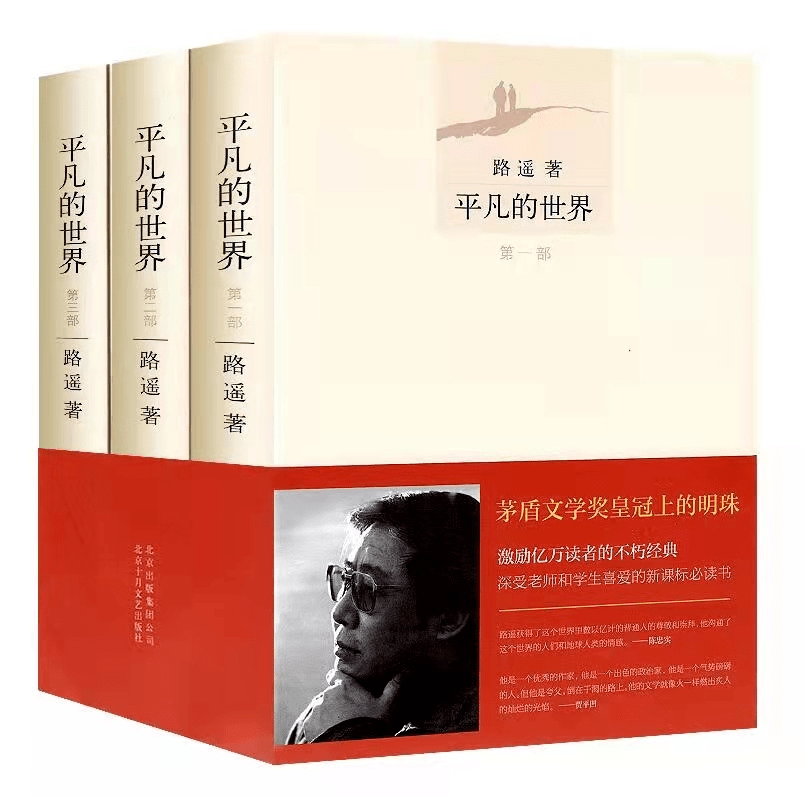 平凡的世界
第三部
路遥著
平凡的世界
第二部
路遥著
平凡的世界
第一部
路遥著
路遥 著
平凡的世界
第一部
北京出版集团公司
北京十月文艺出版社
茅盾文学奖皇冠上的明珠
激励亿万读者的不朽经典
深受老师和学生喜爱的新课标必读书
路遥获得了这个世界里数以亿计的普通人的尊敬和崇拜，他沟通了
这个世界的人们和地球人类的情感。——陈忠实
他是一个优秀的作家，他是一个出色的政治家，他是一个气势磅礴
的人。但他是夸父，倒在干渴的路上。他的文学就像火一样燃出炙人
的灿烂的光焰。——贾平凹